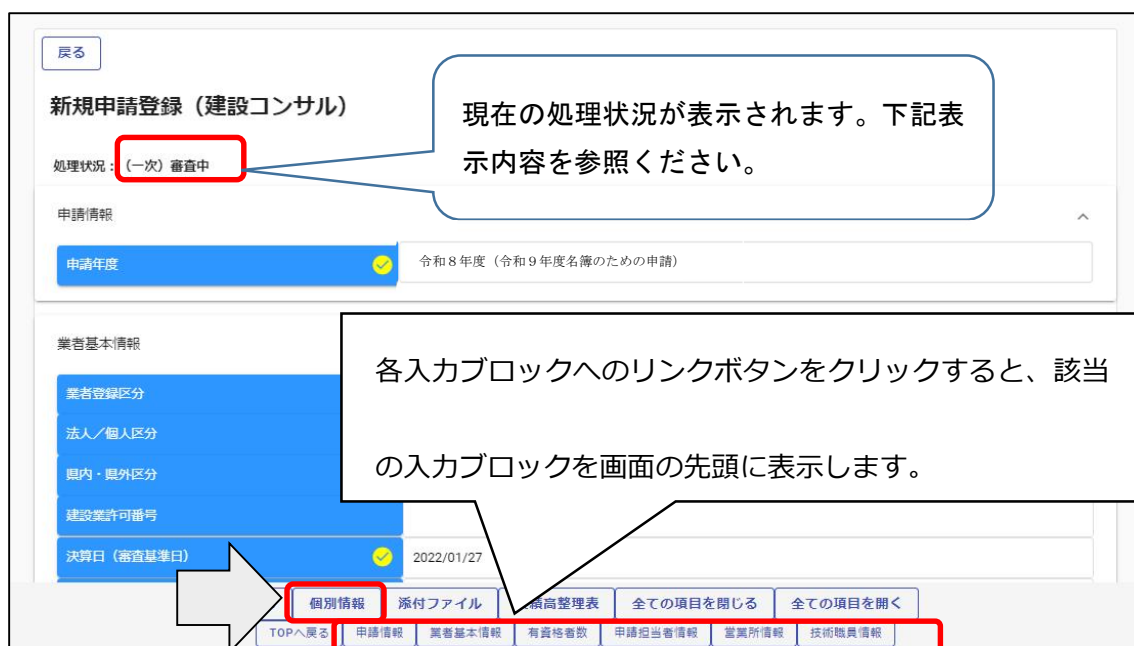 戻る
新規申請登録（建設コンサル）
現在の処理状況が表示されます。下記表
示内容を参照ください。
処理状況：（一次）審査中
申請情報
申請年度
令和８年度（令和９年度名簿のための申請）
業者基本情報
各入力ブロックへのリンクボタンをクリックすると、該当
の入力ブロックを画面の先頭に表示します。
業者登録区分
法人／個人区分
県内・県外区分
建設業許可番号
決算日（審査基準日）
2022/01/27
個別情報 添付ファイル 績高整理表 全ての項目を閉じる 全ての項目を開く
TOPへ戻る 申請情報 業者基本情報 有資格者数 申請担当者情報 営業所情報 技術職員情報